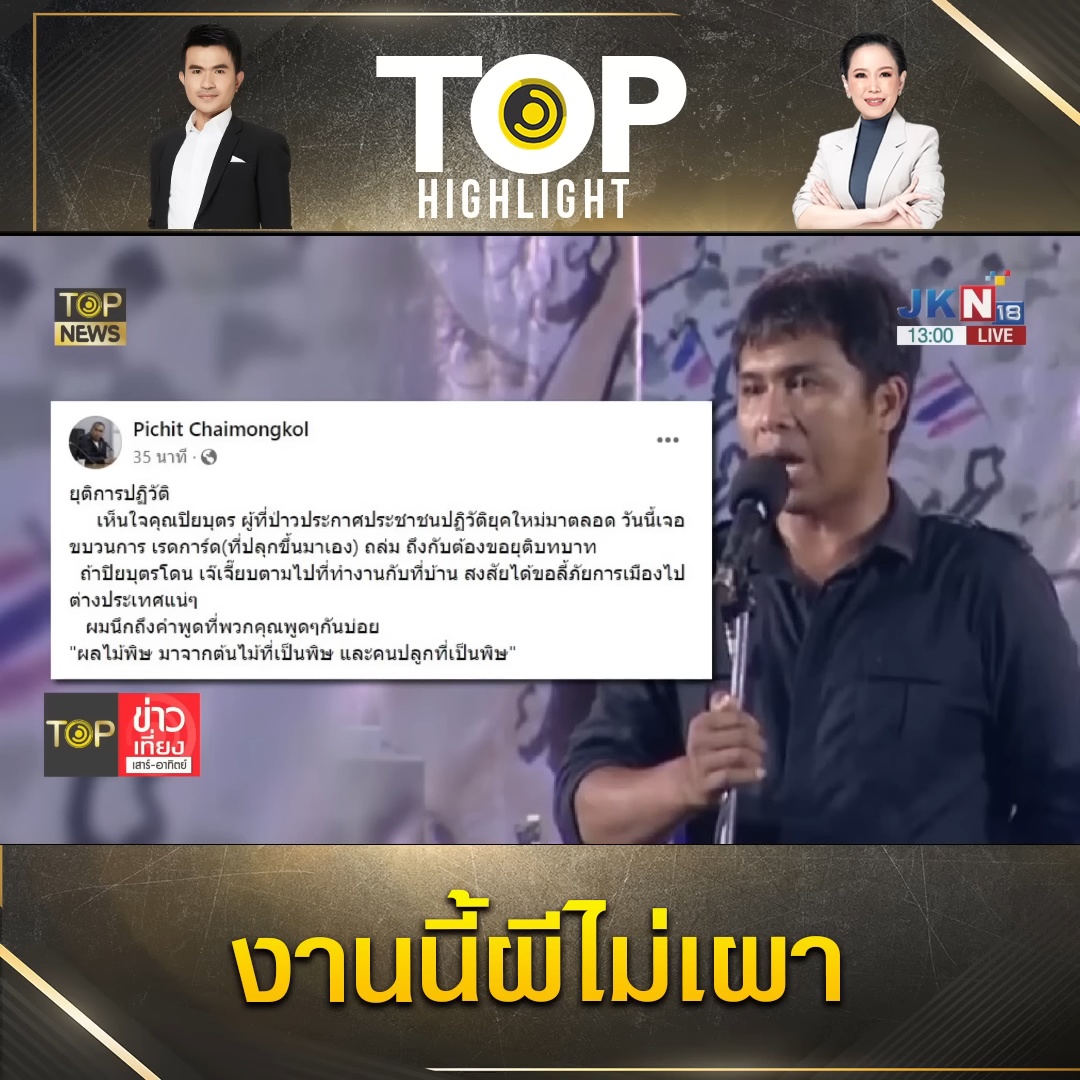 TOP
HIGHLIGHT
TOP
NEWS
JKN18
13:00 LIVE
Pichit Chaimongkol
35 นาที ·
ยุติการปฏิวัติ
เห็นใจคุณปิยบุตร ผู้ที่ป่าวประกาศประชาชนปฏิวัติยุคใหม่มาตลอด วันนี้เจอ
ขบวนการ เรดการ์ด(ที่ปลุกขึ้นมาเอง) ถล่ม ถึงกับต้องขอยุติบทบาท
ถ้าปิยบุตรโดน เจ๊เจี๊ยบตามไปที่ทำงานกับที่บ้าน สงสัยได้ขอลี้ภัยการเมืองไป
ต่างประเทศแน่ๆ
ผมนึกถึงคำพูดที่พวกคุณพูดๆกันบ่อย
"ผลไม้พิษ มาจากต้นไม้ที่เป็นพิษ และคนปลูกที่เป็นพิษ"
TOP ข่าว
เที่ยง
เสาร์-อาทิตย์
งานนี้ผีไม่เผา